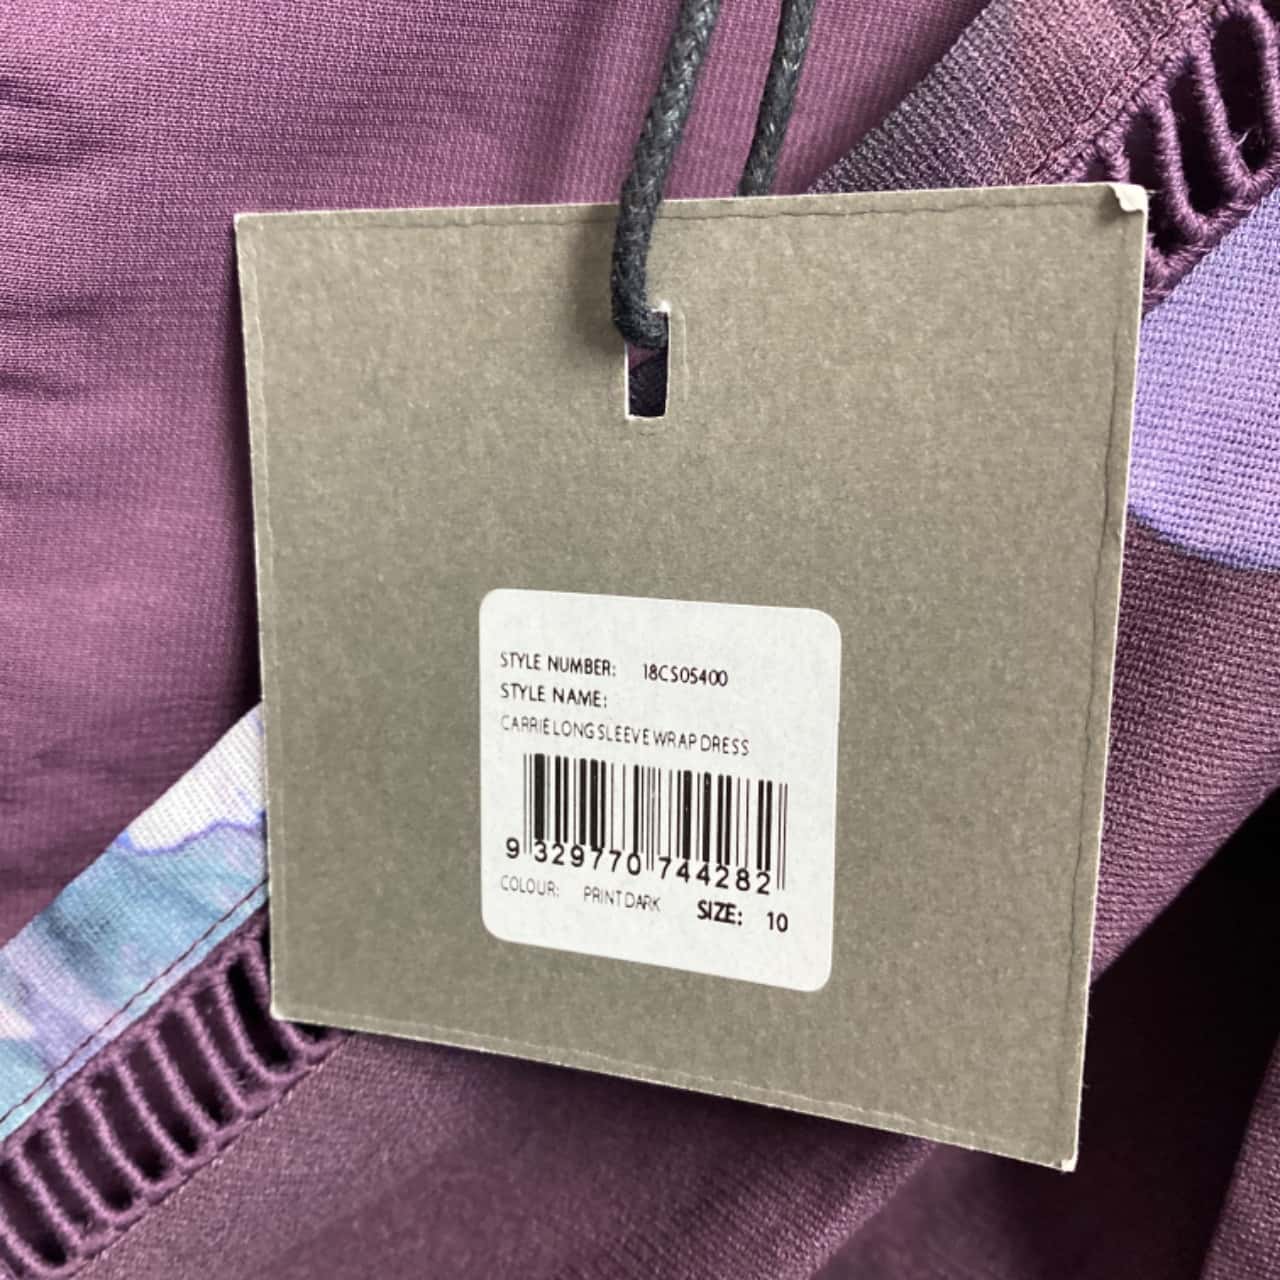 STYLE NUMBER: 18CS05400
STYLE NAME:
CARRIE LONG SLEEVE WRAP DRESS
9 329770 744282
COLOUR: PRINT DARK SIZE: 10